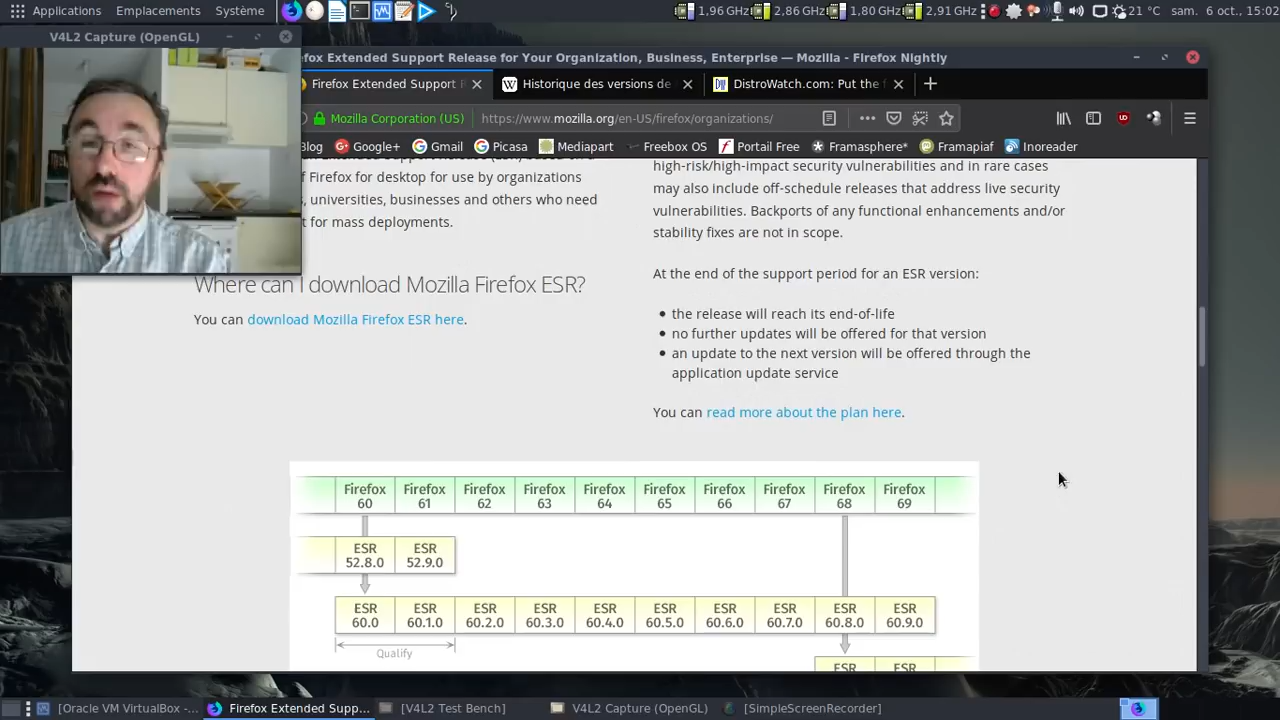 Applications Emplacements Système 1,96 GHz 2,86 GHz 1,80 GHz 2,91 GHz 21 °C sam. 6 oct., 15:02
V4L2 Capture (OpenGL)
fox Extended Support Release for Your Organization, Business, Enterprise — Mozilla - Firefox Nightly
Firefox Extended Support Historique des versions de DistroWatch.com: Put the
Mozilla Corporation (US) https://www.mozilla.org/en-US/firefox/organizations/
Blog Google+ Gmail Picasa Mediapart Freebox OS Portail Free Framasphere* Framapiaf Inoreader
of Firefox for desktop for use by organizations
, universities, businesses and others who need
t for mass deployments.
Where can I download Mozilla Firefox ESR?
You can download Mozilla Firefox ESR here.
high-risk/high-impact security vulnerabilities and in rare cases
may also include off-schedule releases that address live security
vulnerabilities. Backports of any functional enhancements and/or
stability fixes are not in scope.
At the end of the support period for an ESR version:
the release will reach its end-of-life
no further updates will be offered for that version
an update to the next version will be offered through the
application update service
You can read more about the plan here.
Firefox 60 Firefox 61 Firefox 62 Firefox 63 Firefox 64 Firefox 65 Firefox 66 Firefox 67 Firefox 68 Firefox 69
ESR 52.8.0 ESR 52.9.0
ESR 60.0 ESR 60.1.0 ESR 60.2.0 ESR 60.3.0 ESR 60.4.0 ESR 60.5.0 ESR 60.6.0 ESR 60.7.0 ESR 60.8.0 ESR 60.9.0
Qualify
ESR ESR
[Oracle VM VirtualBox -... Firefox Extended Supp... [V4L2 Test Bench] V4L2 Capture (OpenGL) [SimpleScreenRecorder]